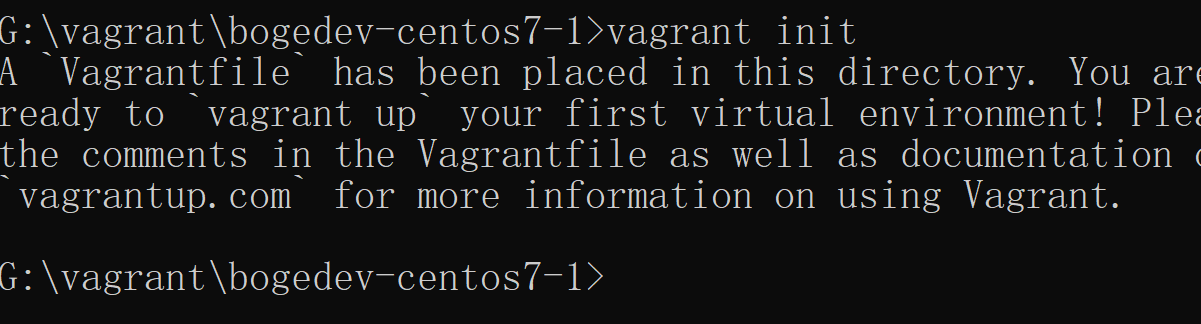 G:\vagrant\bogedev-centos7-1>vagrant init
A `Vagrantfile` has been placed in this directory. You are
ready to `vagrant up` your first virtual environment! Plea
the comments in the Vagrantfile as well as documentation
`vagrantup.com` for more information on using Vagrant.
G:\vagrant\bogedev-centos7-1>